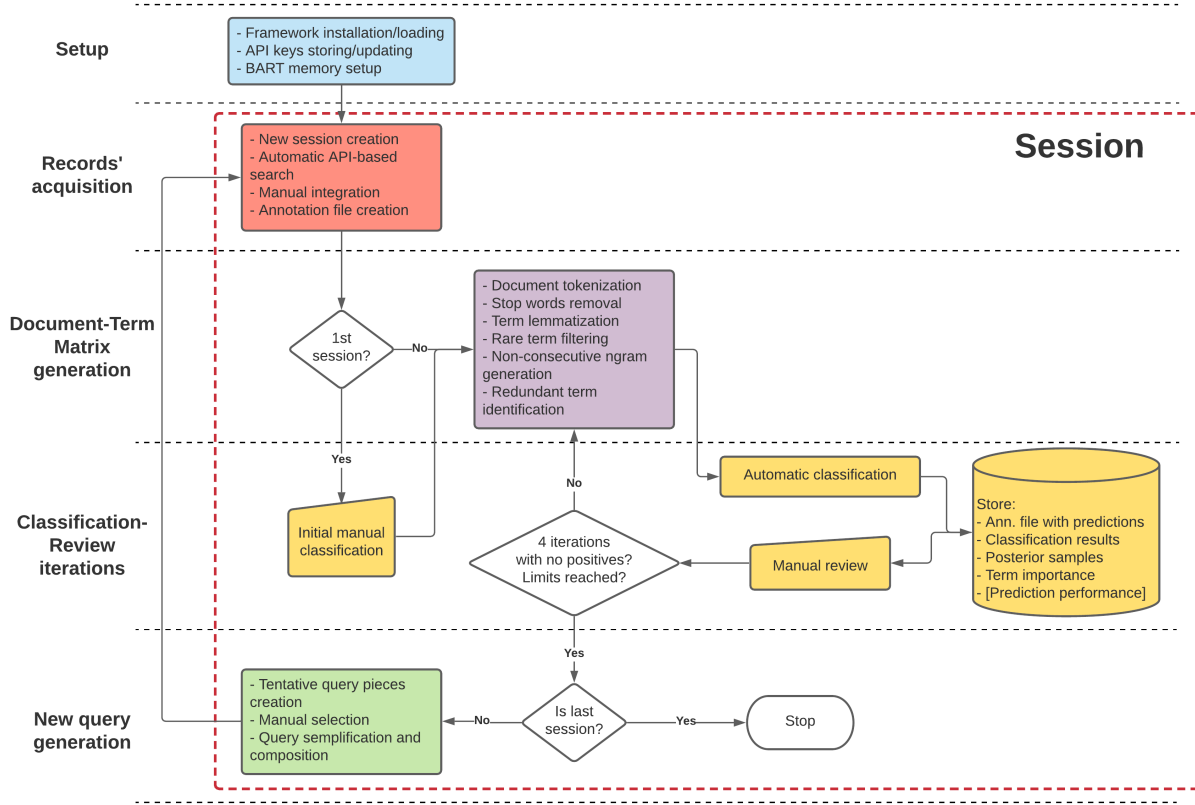 Setup
- Framework installation/loading
- API keys storing/updating
- BART memory setup
Session
Records'
acquisition
- New session creation
- Automatic API-based
search
- Manual integration
- Annotation file creation
Document-Term
Matrix
generation
1st
session?
No
- Document tokenization
- Stop words removal
- Term lemmatization
- Rare term filtering
- Non-consecutive ngram
generation
- Redundant term
identification
Yes
Classification-
Review
iterations
Initial manual
classification
No
4 iterations
with no positives?
Limits reached?
Automatic classification
Manual review
Store:
- Ann. file with predictions
- Classification results
- Posterior samples
- Term importance
- [Prediction performance]
Yes
New query
generation
- Tentative query pieces
creation
- Manual selection
- Query semplification and
composition
No
Is last
session?
Yes
Stop